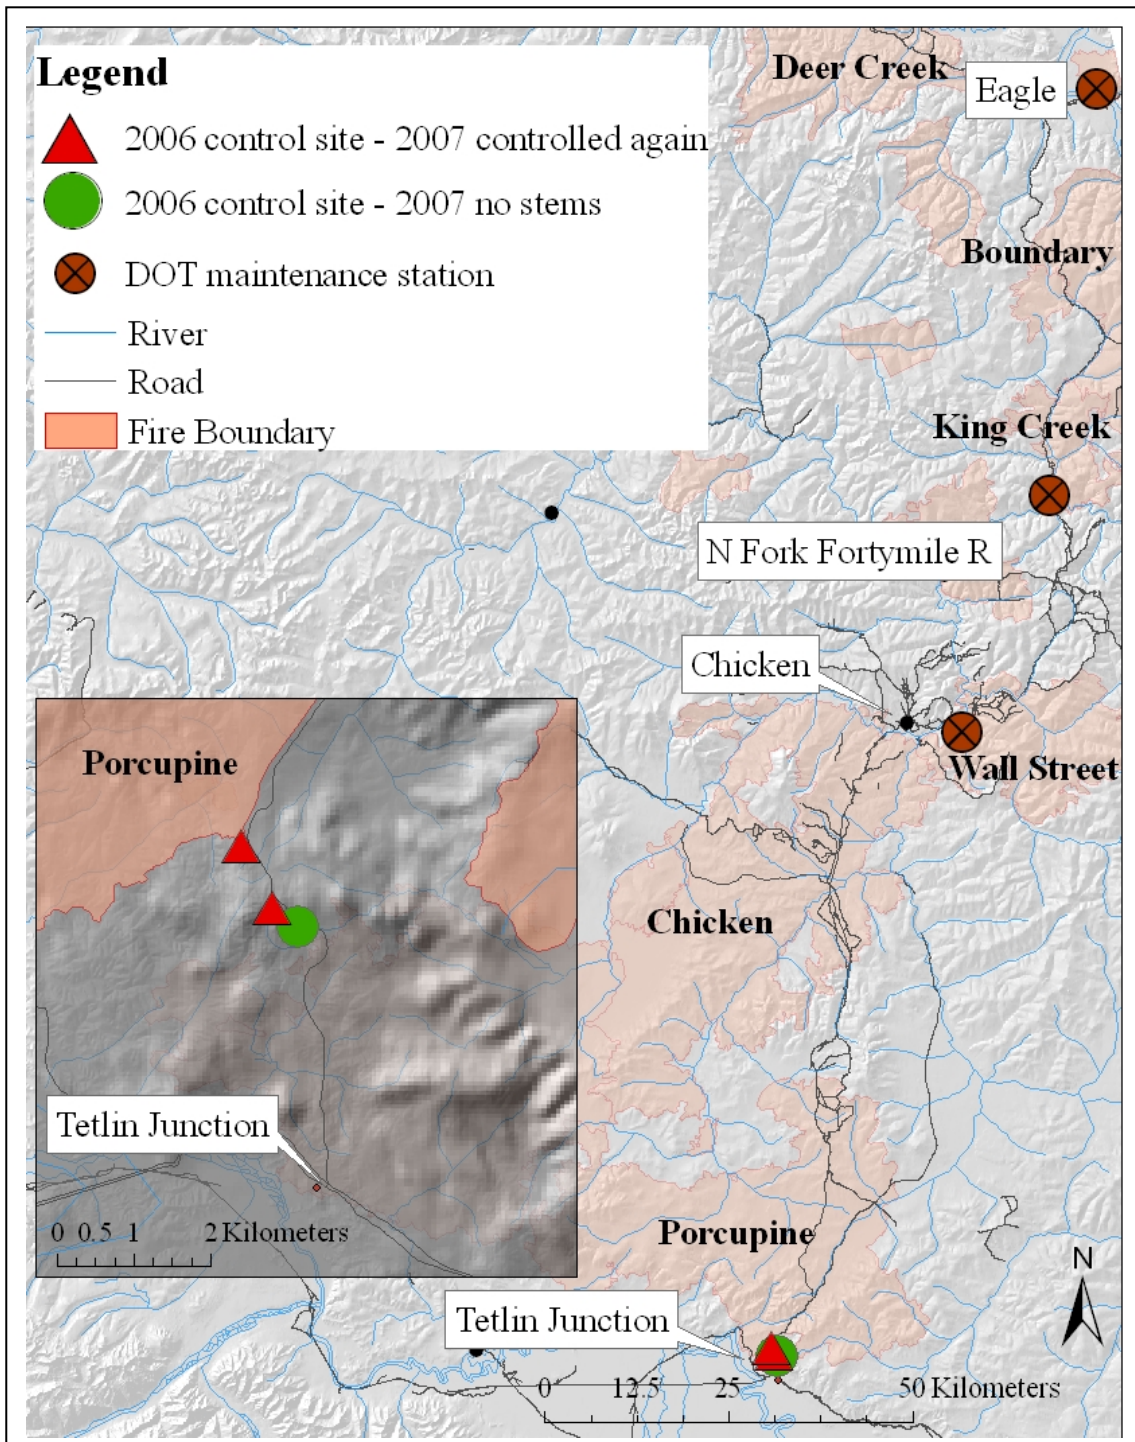 Legend
2006 control site - 2007 controlled again
2006 control site - 2007 no stems
DOT maintenance station
River
Road
Fire Boundary
Deer Creek
Eagle
Boundary
King Creek
N Fork Fortymile R
Chicken
Wall Street
Chicken
Porcupine
Tetlin Junction
0 12.5 25 50 Kilometers
N
Porcupine
Tetlin Junction
0 0.5 1 2 Kilometers